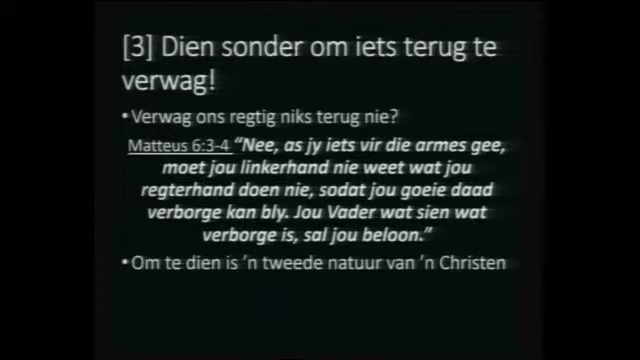 [3] Dien sonder om iets terug te
verwag!
• Verwag ons regtig niks terug nie?
Matteus 6:3-4 “Nee, as jy iets vir die armes gee,
moet jou linkerhand nie weet wat jou
regterhand doen nie, sodat jou goeie daad
verborge kan bly. Jou Vader wat sien wat
verborge is, sal jou beloon.”
• Om te dien is ’n tweede natuur van ’n Christen